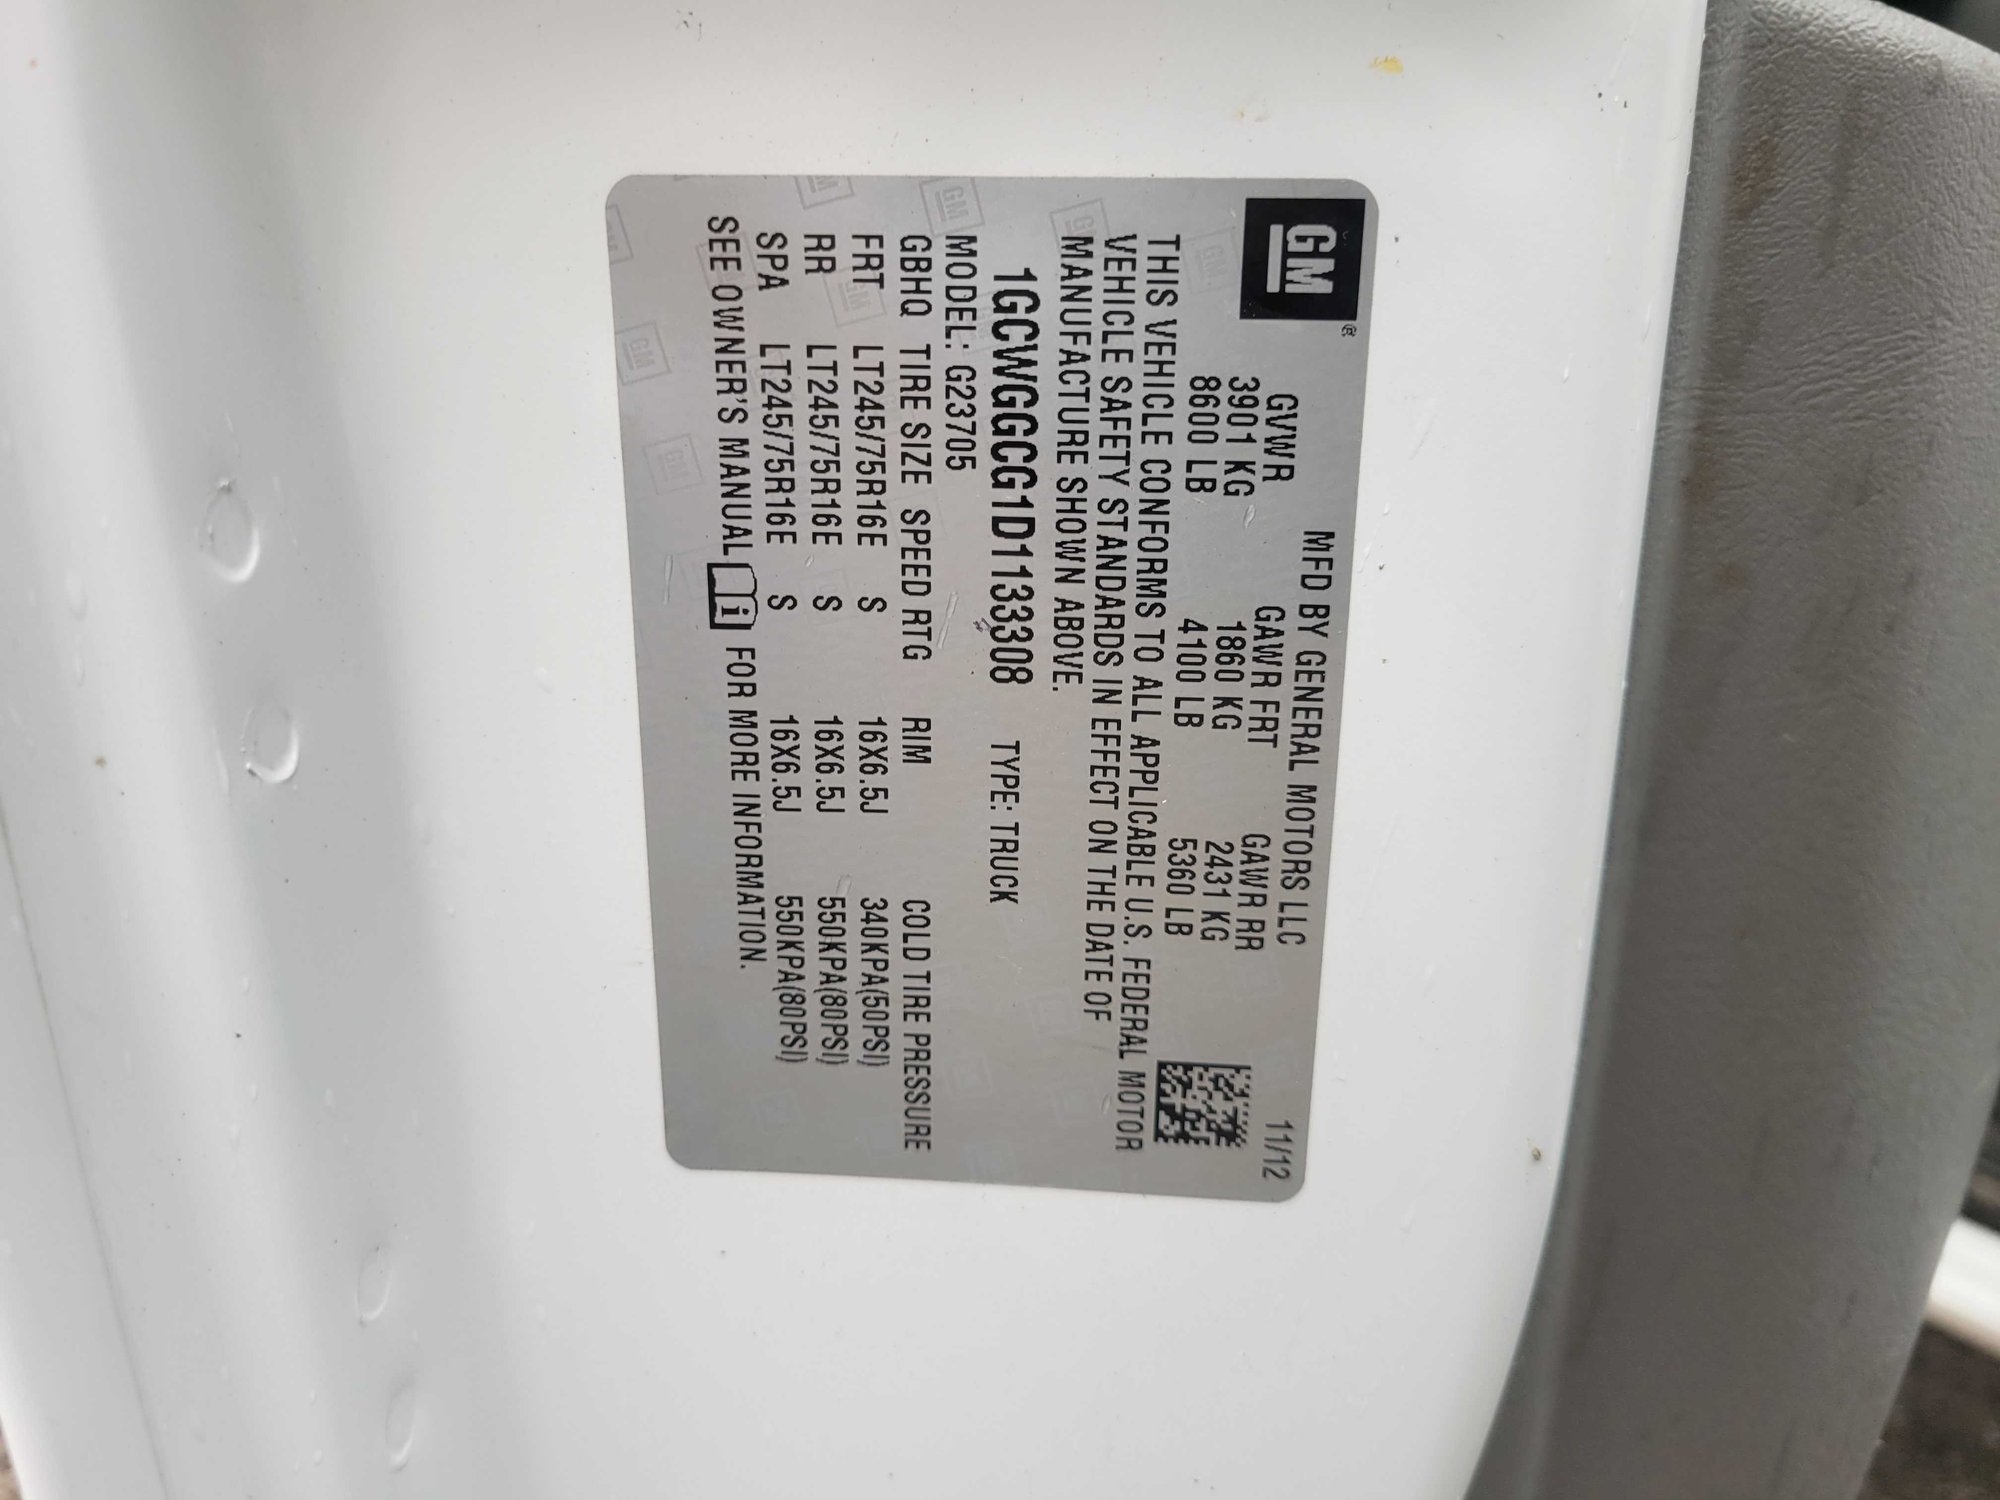 GM®
MFD BY GENERAL MOTORS LLC 11/12
GVWR GAWR FRT GAWR RR
3901 KG 1860 KG 2431 KG
8600 LB 4100 LB 5360 LB
THIS VEHICLE CONFORMS TO ALL APPLICABLE U.S. FEDERAL MOTOR
VEHICLE SAFETY STANDARDS IN EFFECT ON THE DATE OF
MANUFACTURE SHOWN ABOVE.
1GCWGGCG1D1133308 TYPE: TRUCK
MODEL: G23705
GBHQ TIRE SIZE SPEED RTG RIM COLD TIRE PRESSURE
FRT LT245/75R16E S 16X6.5J 340KPA(50PSI)
RR LT245/75R16E S 16X6.5J 550KPA(80PSI)
SPA LT245/75R16E S 16X6.5J 550KPA(80PSI)
SEE OWNER'S MANUAL i FOR MORE INFORMATION.